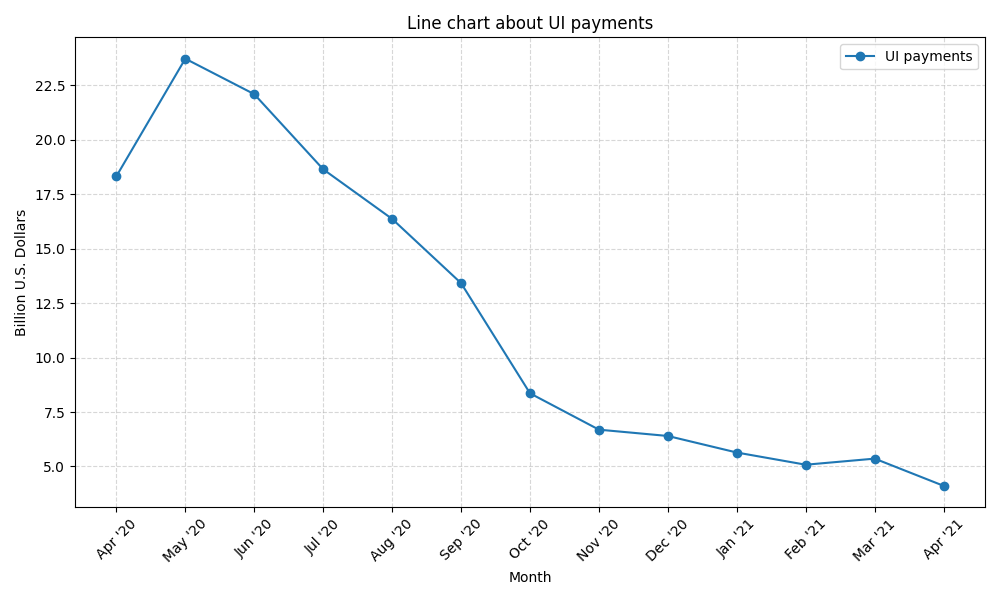 Line chart about UI payments
UI payments
Billion U.S. Dollars
22.5
20.0
17.5
15.0
12.5
10.0
7.5
5.0
Apr '20
May '20
Jun '20
Jul '20
Aug '20
Sep '20
Oct '20
Nov '20
Dec '20
Jan '21
Feb '21
Mar '21
Apr '21
Month